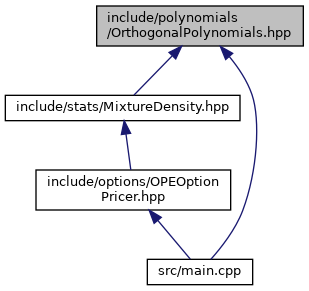 include/polynomials
/OrthogonalPolynomials.hpp
include/stats/MixtureDensity.hpp
include/options/OPEOption
Pricer.hpp
src/main.cpp